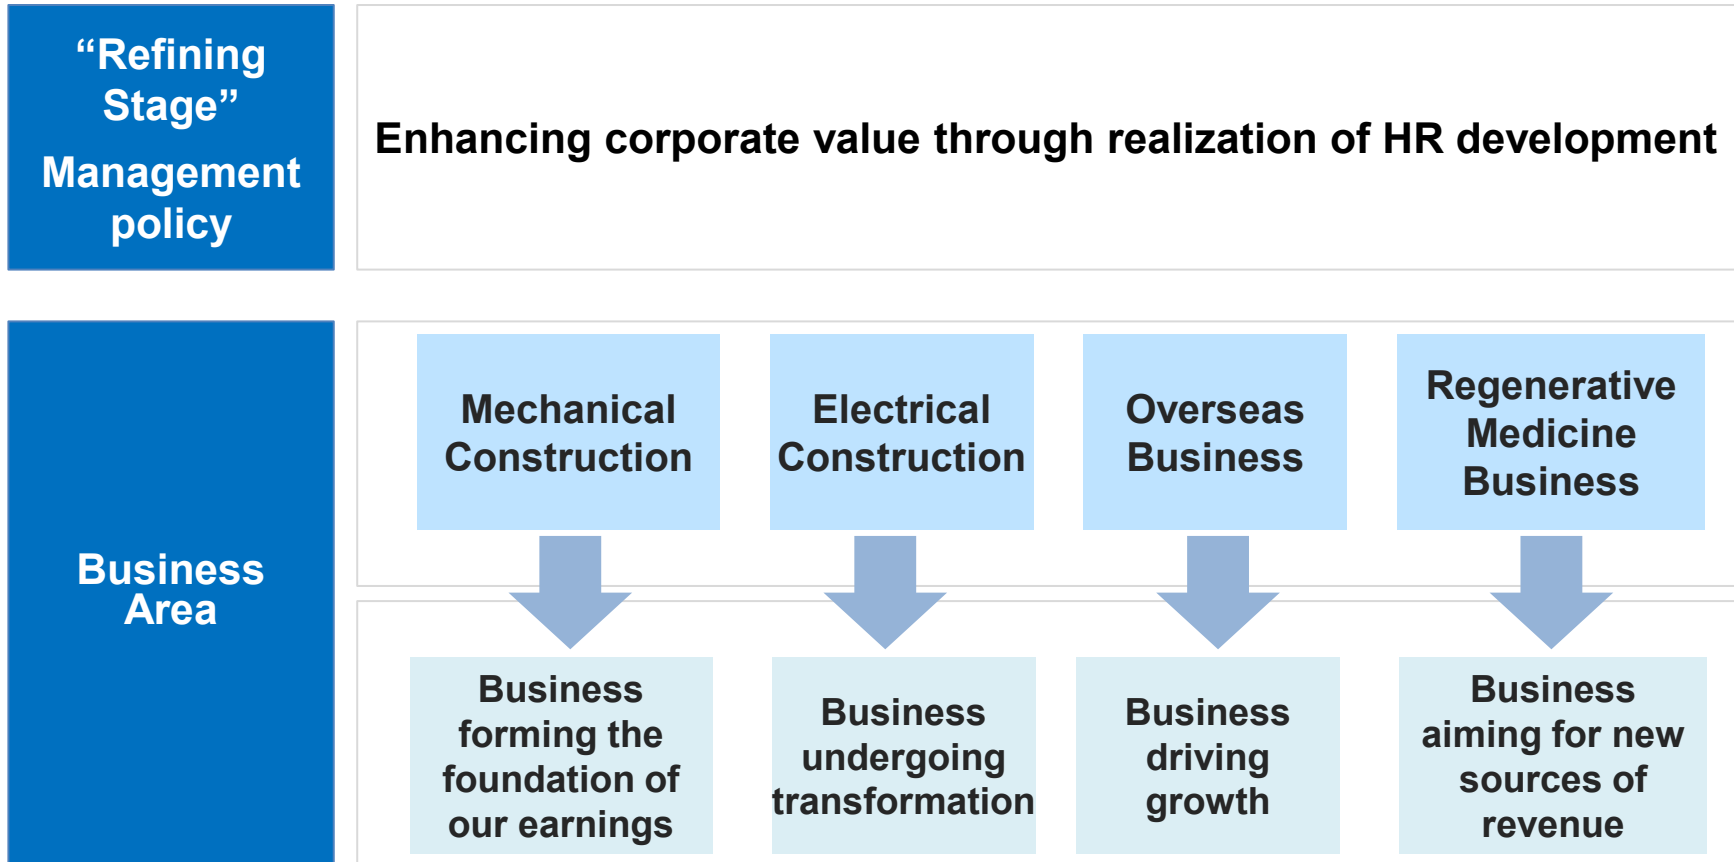 “Refining
Stage”
Management
policy
Enhancing corporate value through realization of HR development
Business
Area
Mechanical
Construction
Electrical
Construction
Overseas
Business
Regenerative
Medicine
Business
Business
forming the
foundation of
our earnings
Business
undergoing
transformation
Business
driving
growth
Business
aiming for new
sources of
revenue